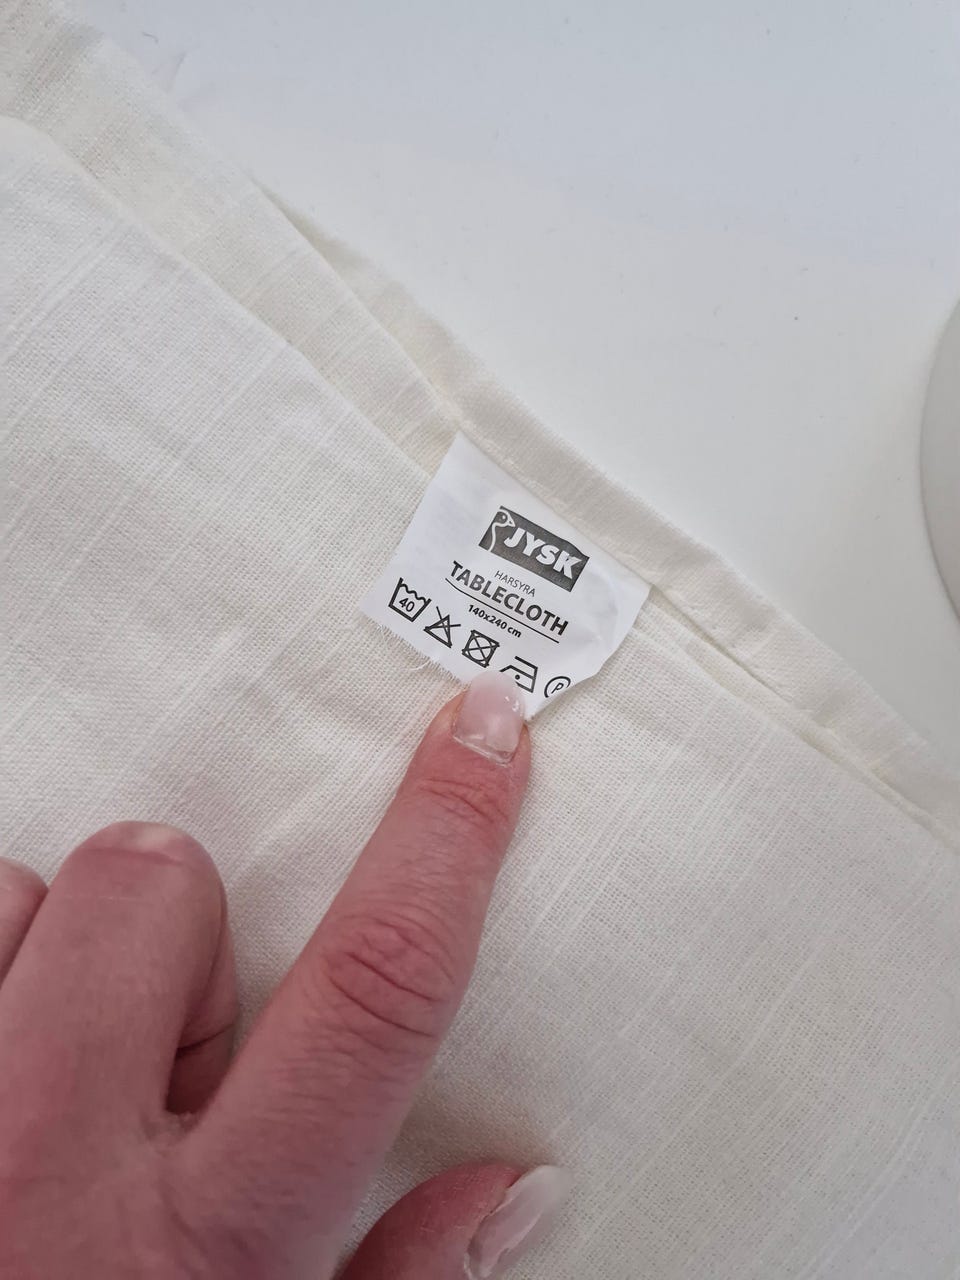 JYSK
HARSYRA
TABLECLOTH
140x240 cm
40
P